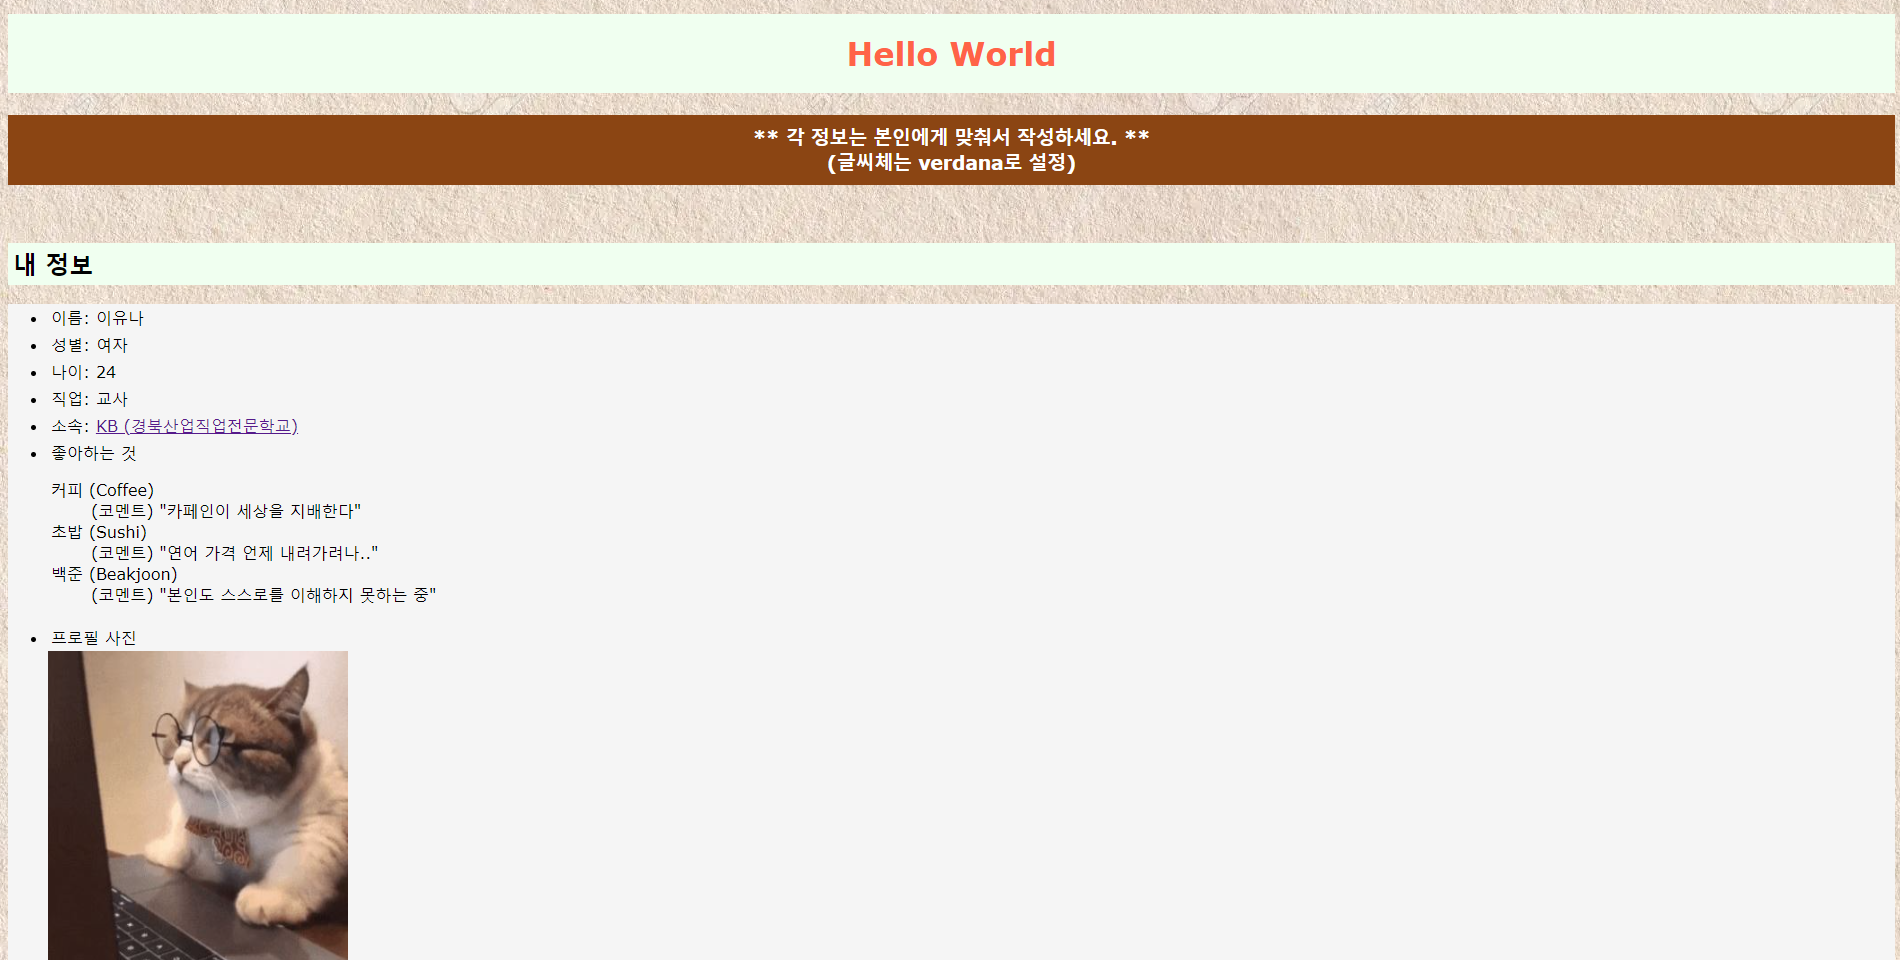 Hello World
** 각 정보는 본인에게 맞춰서 작성하세요. **
(글씨체는 verdana로 설정)
내 정보
이름: 이유나
성별: 여자
나이: 24
직업: 교사
소속: KB (경북산업직업전문학교)
좋아하는 것
커피 (Coffee)
(코멘트) "카페인이 세상을 지배한다"
초밥 (Sushi)
(코멘트) "연어 가격 언제 내려가려나.."
백준 (Beakjoon)
(코멘트) "본인도 스스로를 이해하지 못하는 중"
프로필 사진